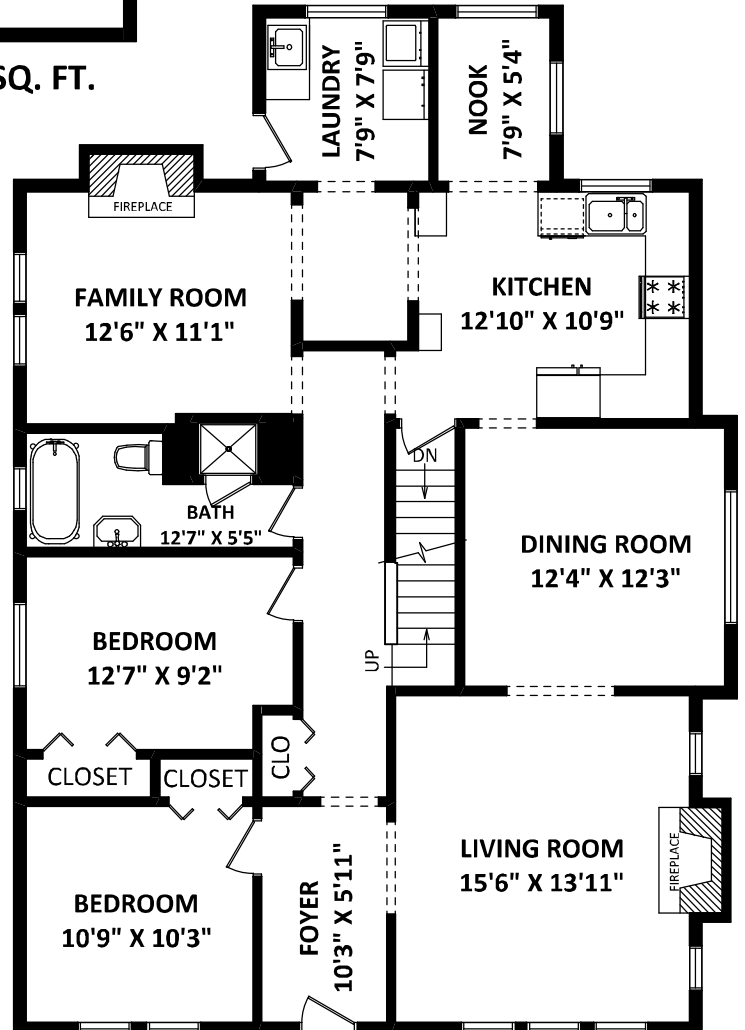 SQ. FT.
LAUNDRY
7'9" X 7'9"
NOOK
7'9" X 5'4"
FIREPLACE
FAMILY ROOM
12'6" X 11'1"
KITCHEN
12'10" X 10'9"
DN
BATH
12'7" X 5'5"
DINING ROOM
12'4" X 12'3"
BEDROOM
12'7" X 9'2"
UP
CLO
CLOSET
CLOSET
LIVING ROOM
15'6" X 13'11"
FIREPLACE
BEDROOM
10'9" X 10'3"
FOYER
10'3" X 5'11"